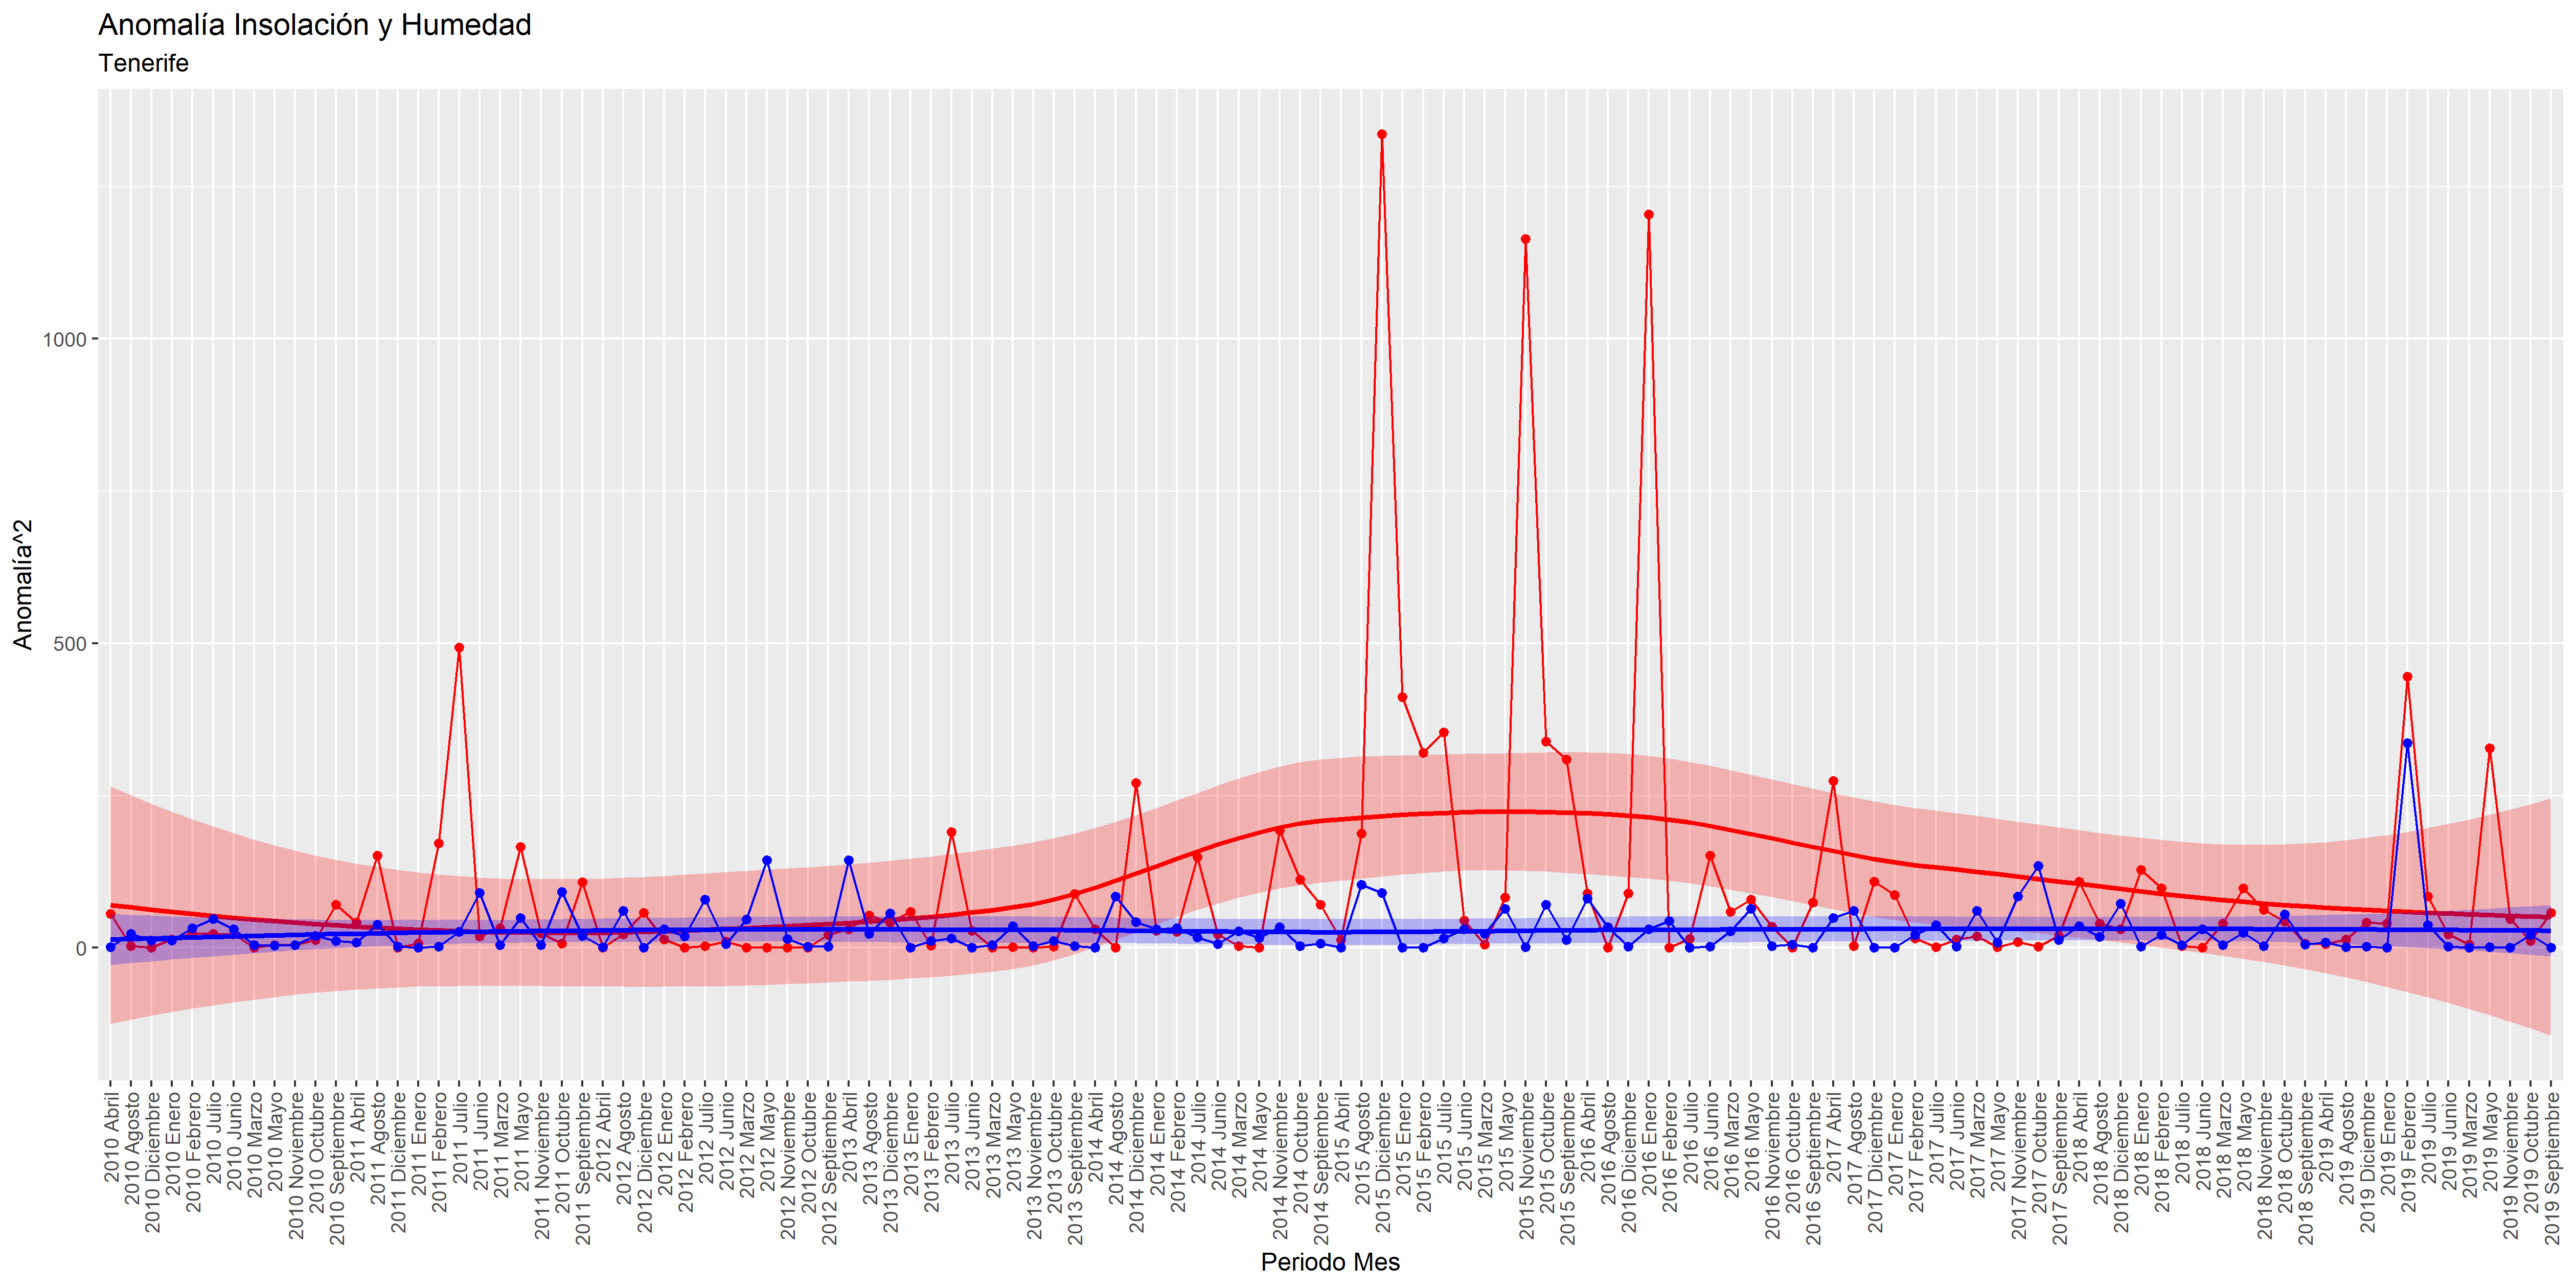 Anomalía Insolación y Humedad
Tenerife
Anomalía^2
1000
500
0
2010 Abril
2010 Agosto
2010 Diciembre
2010 Enero
2010 Febrero
2010 Julio
2010 Junio
2010 Marzo
2010 Mayo
2010 Noviembre
2010 Octubre
2010 Septiembre
2011 Abril
2011 Agosto
2011 Diciembre
2011 Enero
2011 Febrero
2011 Julio
2011 Junio
2011 Marzo
2011 Mayo
2011 Noviembre
2011 Octubre
2011 Septiembre
2012 Abril
2012 Agosto
2012 Diciembre
2012 Enero
2012 Febrero
2012 Julio
2012 Junio
2012 Marzo
2012 Mayo
2012 Noviembre
2012 Octubre
2012 Septiembre
2013 Abril
2013 Agosto
2013 Diciembre
2013 Enero
2013 Febrero
2013 Julio
2013 Junio
2013 Marzo
2013 Mayo
2013 Noviembre
2013 Octubre
2013 Septiembre
2014 Abril
2014 Agosto
2014 Diciembre
2014 Enero
2014 Febrero
2014 Julio
2014 Junio
2014 Marzo
2014 Mayo
2014 Noviembre
2014 Octubre
2014 Septiembre
2015 Abril
2015 Agosto
2015 Diciembre
2015 Enero
2015 Febrero
2015 Julio
2015 Junio
2015 Marzo
2015 Mayo
2015 Noviembre
2015 Octubre
2015 Septiembre
2016 Abril
2016 Agosto
2016 Diciembre
2016 Enero
2016 Febrero
2016 Julio
2016 Junio
2016 Marzo
2016 Mayo
2016 Noviembre
2016 Octubre
2016 Septiembre
2017 Abril
2017 Agosto
2017 Diciembre
2017 Enero
2017 Febrero
2017 Julio
2017 Junio
2017 Marzo
2017 Mayo
2017 Noviembre
2017 Octubre
2017 Septiembre
2018 Abril
2018 Agosto
2018 Diciembre
2018 Enero
2018 Febrero
2018 Julio
2018 Junio
2018 Marzo
2018 Mayo
2018 Noviembre
2018 Octubre
2018 Septiembre
2019 Abril
2019 Agosto
2019 Diciembre
2019 Enero
2019 Febrero
2019 Julio
2019 Junio
2019 Marzo
2019 Mayo
2019 Noviembre
2019 Octubre
2019 Septiembre
Periodo Mes